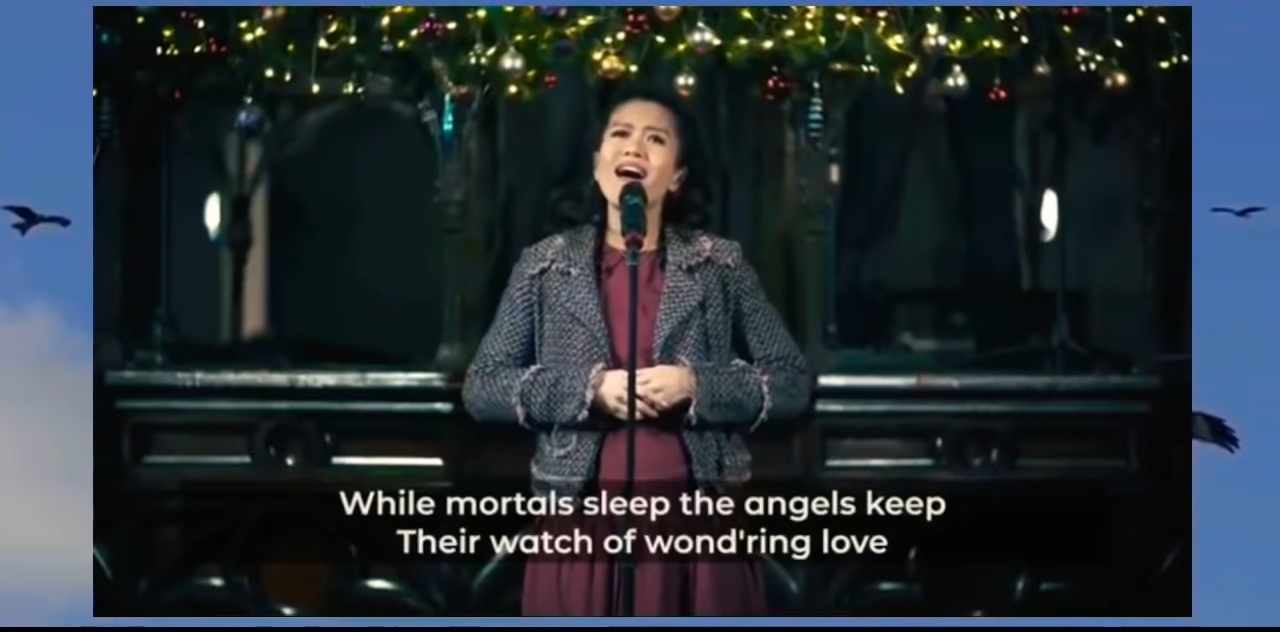 While mortals sleep the angels keep
Their watch of wond'ring love